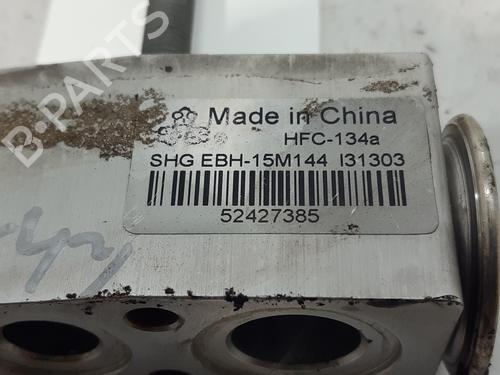 B-PARTS
Made in China
HFC-134a
SHG EBH-15M144 I31303
52427385